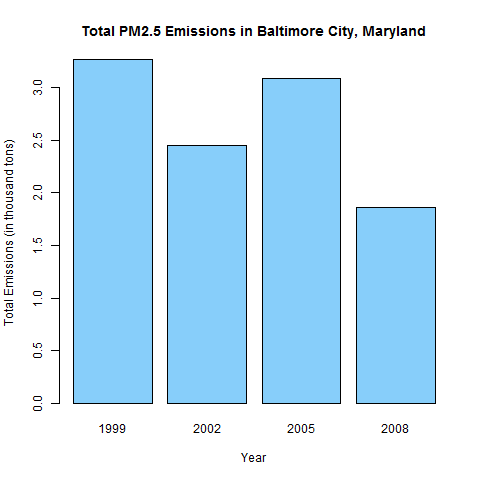 Total PM2.5 Emissions in Baltimore City, Maryland
Total Emissions (in thousand tons)
3.0
2.5
2.0
1.5
1.0
0.5
0.0
1999 2002 2005 2008
Year